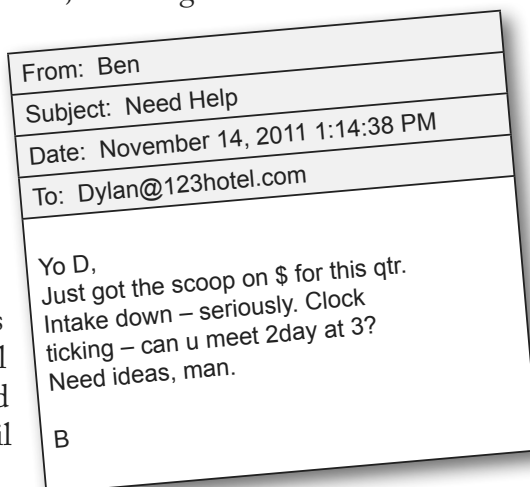 From: Ben
Subject: Need Help
Date: November 14, 2011 1:14:38 PM
To: Dylan@123hotel.com
Yo D,
Just got the scoop on $ for this qtr.
Intake down – seriously. Clock
ticking – can u meet 2day at 3?
Need ideas, man.
B